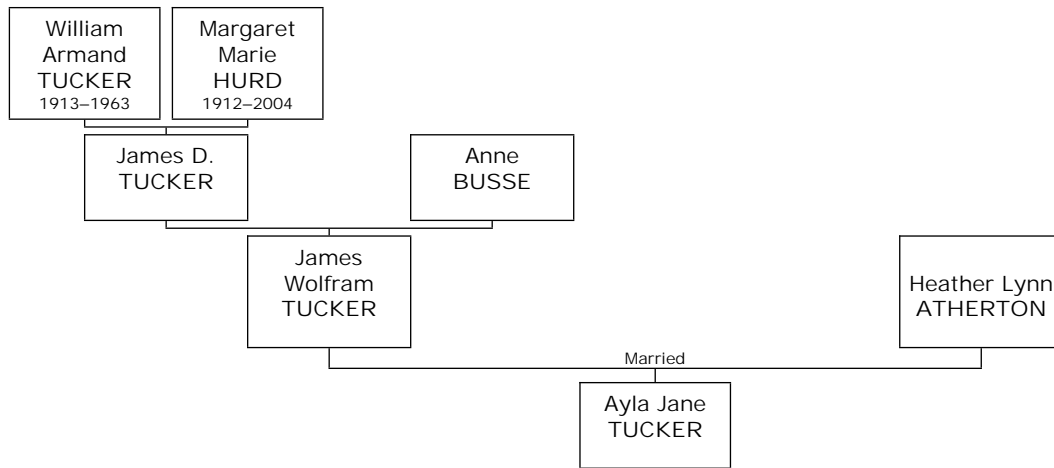 William
Armand
TUCKER
1913–1963
Margaret
Marie
HURD
1912–2004
James D.
TUCKER
Anne
BUSSE
James
Wolfram
TUCKER
Heather Lynn
ATHERTON
Married
Ayla Jane
TUCKER